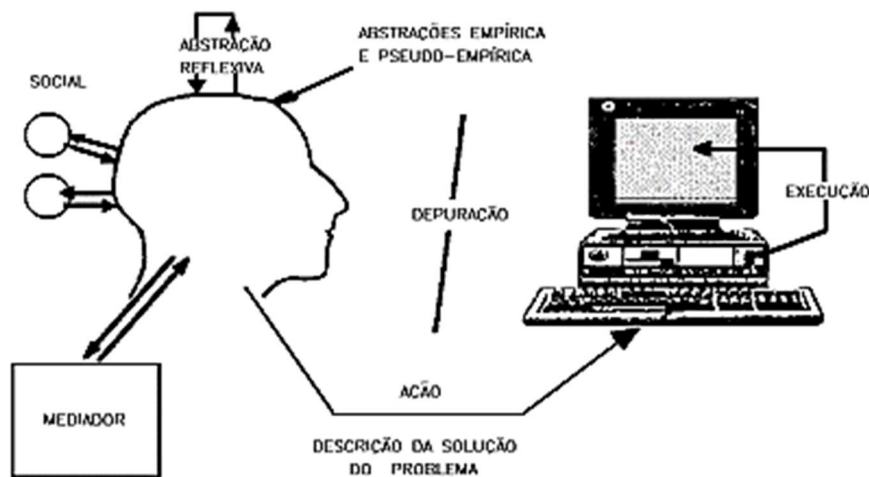 ABSTRAÇÃO
REFLEXIVA
ABSTRAÇÕES EMPÍRICA
E PSEUDO-EMPÍRICA
SOCIAL
DEPURAÇÃO
EXECUÇÃO
MEDIADOR
AÇÃO
DESCRIÇÃO DA SOLUÇÃO
DO PROBLEMA